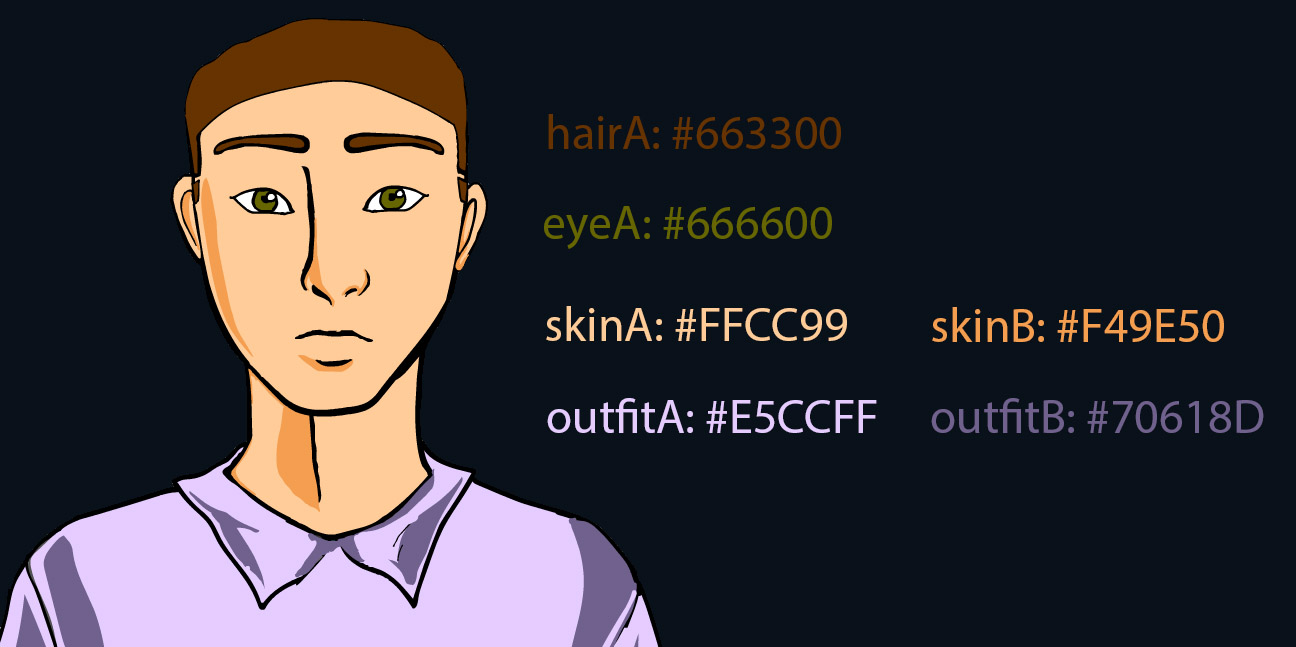 hairA: #663300
eyeA: #666600
skinA: #FFCC99 skinB: #F49E50
outfitA: #E5CCFF outfitB: #70618D